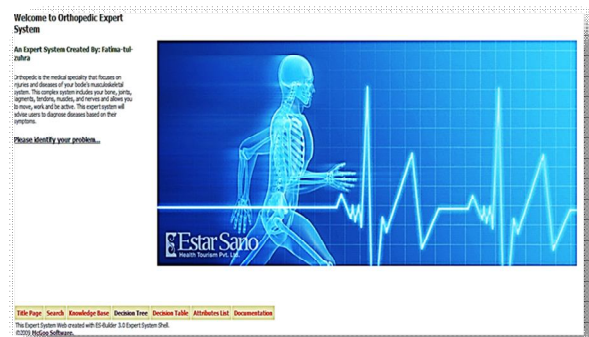 Welcome to Orthopedic Expert
System
An Expert System Created By: Fatima-tul-
zuhra
Orthopedic is the medical speciality that focuses on
injuries and diseases of your bode's musculoskeletal
system. This complex system includes your bone, joints,
ligaments, tendons, muscles, and nerves and allows you
to move, work and be active. This expert system will
advise users to diagnose diseases based on their
symptoms.
Please identify your problem...
Estar Sano
Health Tourism Pvt. Ltd.
Title Page Search Knowledge Base Decision Tree Decision Table Attributes List Documentation
This Expert System Web created with ES-Builder 3.0 Expert System Shell.
©2009 McGoo Software.